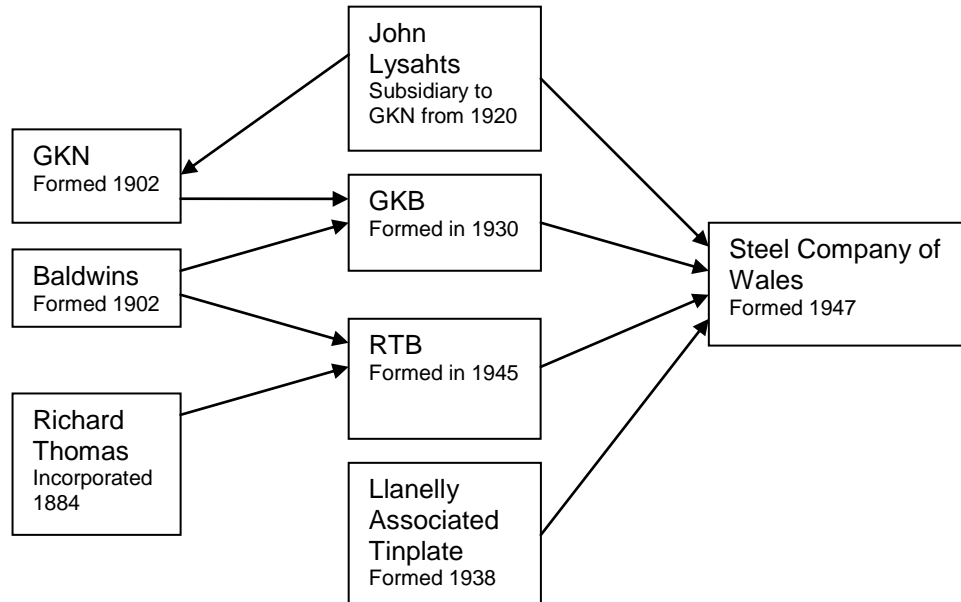 John
Lysahts
Subsidiary to
GKN from 1920
GKN
Formed 1902
GKB
Formed in 1930
Baldwins
Formed 1902
Steel Company of
Wales
Formed 1947
RTB
Formed in 1945
Richard
Thomas
Incorporated
1884
Llanelly
Associated
Tinplate
Formed 1938